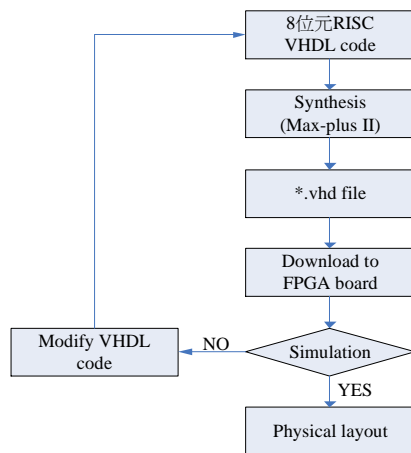 8位元RISC
VHDL code
Synthesis
(Max-plus II)
*.vhd file
Download to
FPGA board
Simulation
NO
Modify VHDL
code
YES
Physical layout